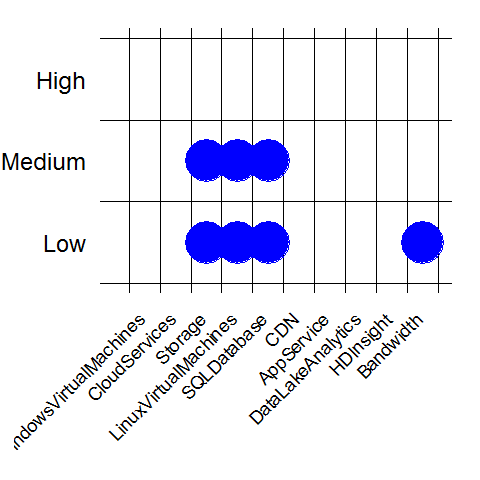 High
Medium
Low
ndowsVirtualMachines
CloudServices
Storage
LinuxVirtualMachines
SQLDatabase
CDN
AppService
DataLakeAnalytics
HDInsight
Bandwidth